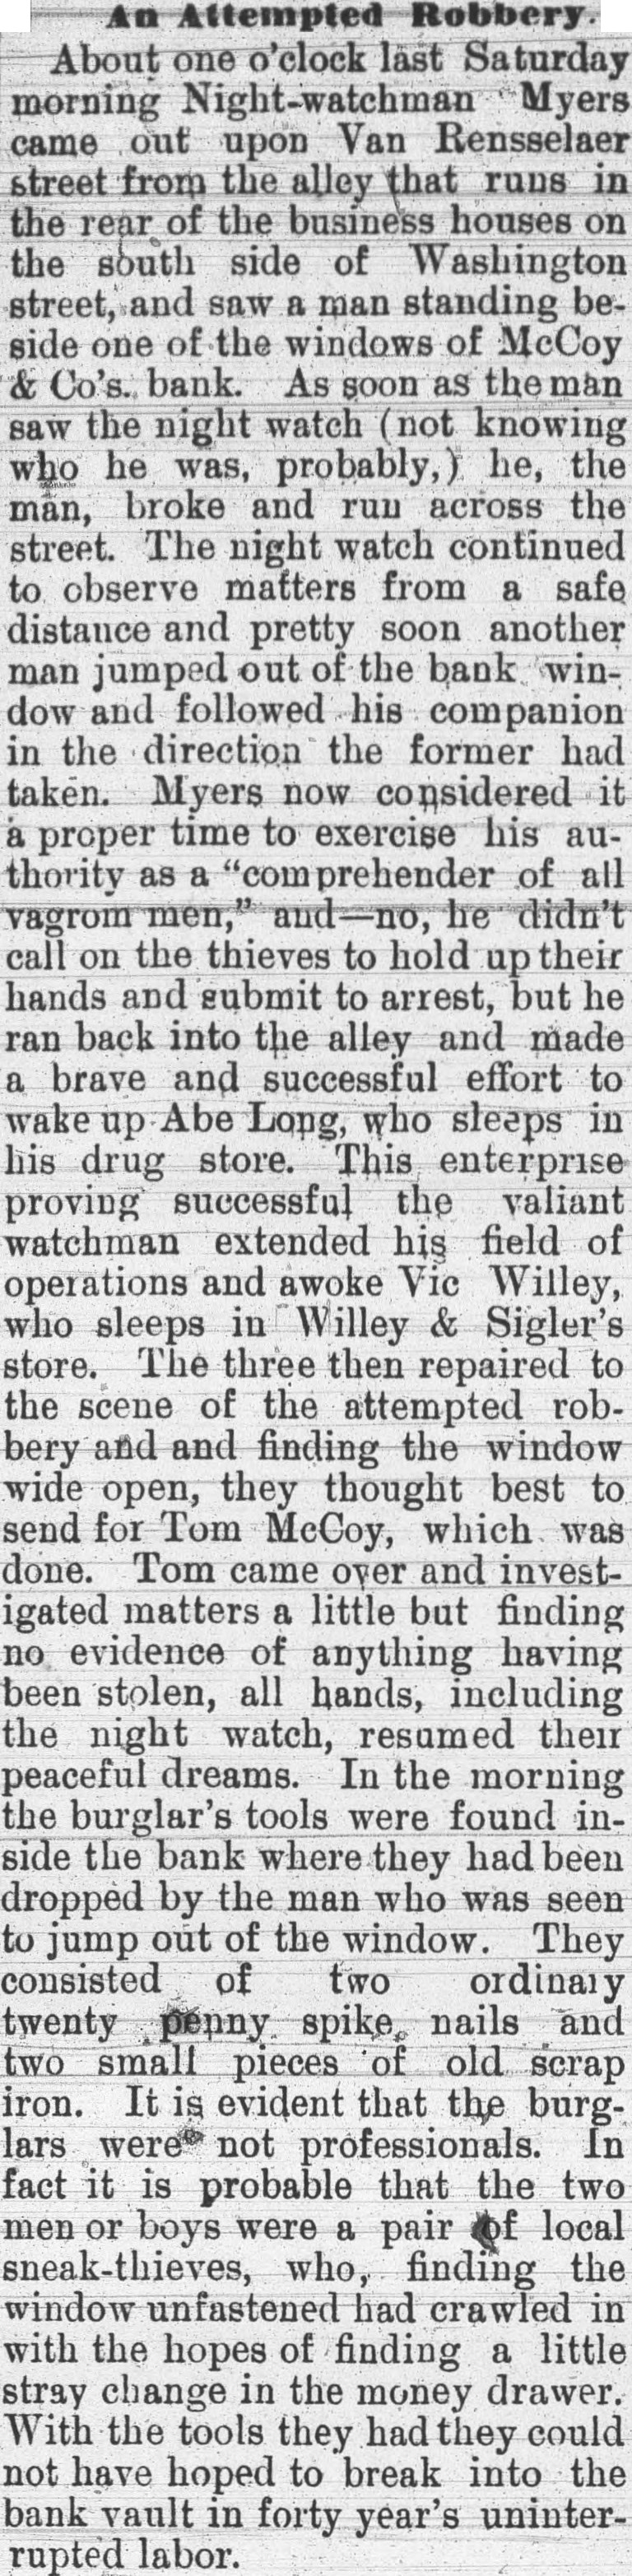 An Attempted Robbery.
About one o'clock last Saturday
morning Night-watchman Myers
came out upon Van Rensselaer
street from the alley that runs in
the rear of the business houses on
the south side of Washington
street, and saw a man standing be-
side one of the windows of McCoy
& Co's. bank. As soon as the man
saw the night watch (not knowing
who he was, probably,) he, the
man, broke and run across the
street. The night watch continued
to observe matters from a safe
distance and pretty soon another
man jumped out of the bank win-
dow and followed his companion
in the direction the former had
taken. Myers now considered it
a proper time to exercise his au-
thority as a "comprehender of all
vagrom men," and—no, he didn't
call on the thieves to hold up their
hands and submit to arrest, but he
ran back into the alley and made
a brave and successful effort to
wake up Abe Long, who sleeps in
his drug store. This enterprise
proving successful the valiant
watchman extended his field of
operations and awoke Vic Willey,
who sleeps in Willey & Sigler's
store. The three then repaired to
the scene of the attempted rob-
bery and and finding the window
wide open, they thought best to
send for Tom McCoy, which was
done. Tom came over and invest-
igated matters a little but finding
no evidence of anything having
been stolen, all hands, including
the night watch, resumed their
peaceful dreams. In the morning
the burglar's tools were found in-
side the bank where they had been
dropped by the man who was seen
to jump out of the window. They
consisted of two ordinary
twenty penny spike nails and
two small pieces of old scrap
iron. It is evident that the burg-
lars were not professionals. In
fact it is probable that the two
men or boys were a pair of local
sneak-thieves, who, finding the
window unfastened had crawled in
with the hopes of finding a little
stray change in the money drawer.
With the tools they had they could
not have hoped to break into the
bank vault in forty year's uninter-
rupted labor.